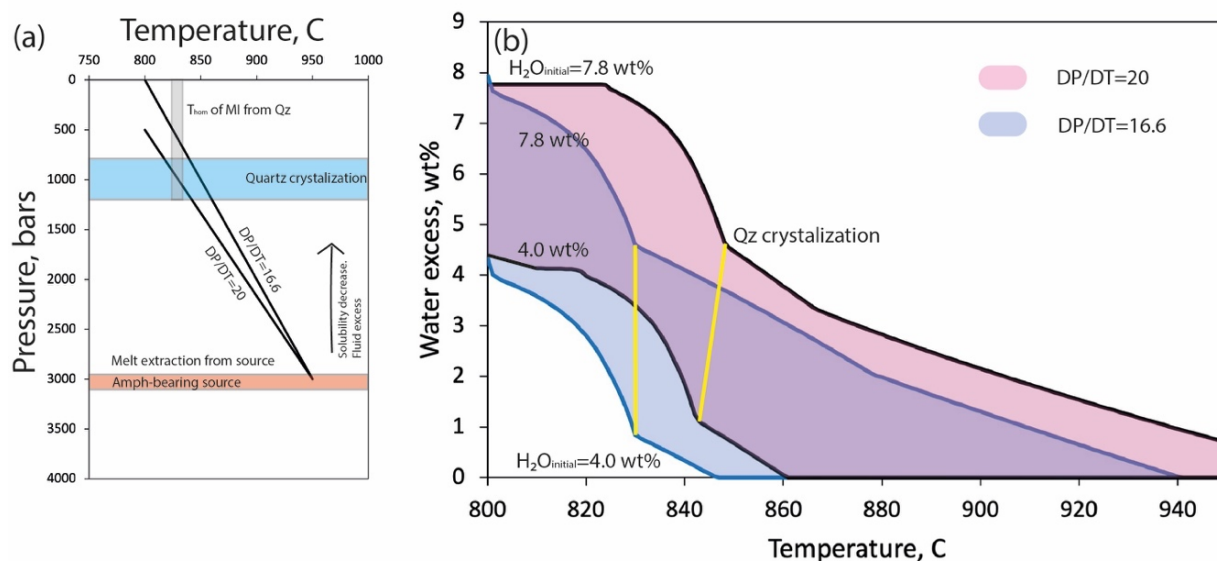 (a)
Temperature, C
750 800 850 900 950 1000
Pressure, bars
0
500
1000
1500
2000
2500
3000
3500
4000
Thom of MI from Qz
Quartz crystalization
DP/DT=16.6
DP/DT=20
Solubility decrease.
Fluid excess
Melt extraction from source
Amph-bearing source
(b)
Water excess, wt%
9
8
7
6
5
4
3
2
1
0
H2Oinitial=7.8 wt%
7.8 wt%
4.0 wt%
Qz crystalization
H2Oinitial=4.0 wt%
DP/DT=20
DP/DT=16.6
800 820 840 860 880 900 920 940
Temperature, C